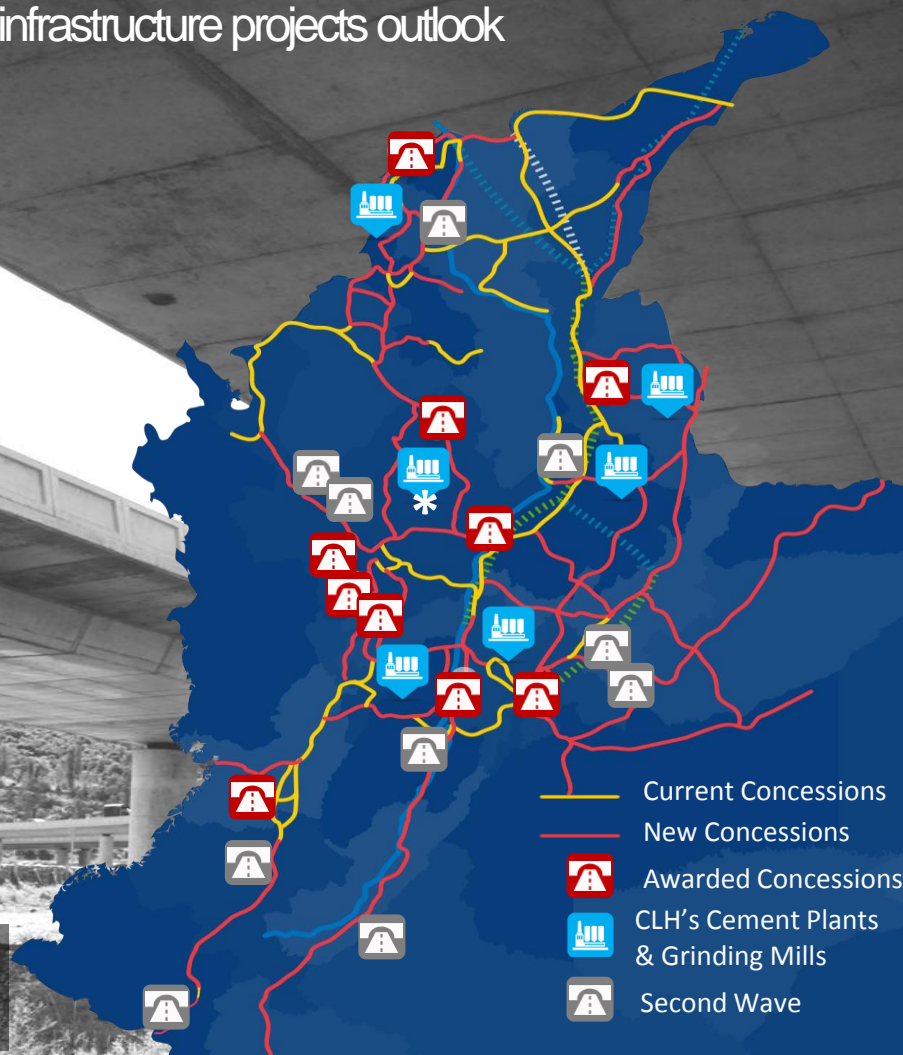 infrastructure projects outlook
*
Current Concessions
New Concessions
Awarded Concessions
CLH's Cement Plants
& Grinding Mills
Second Wave